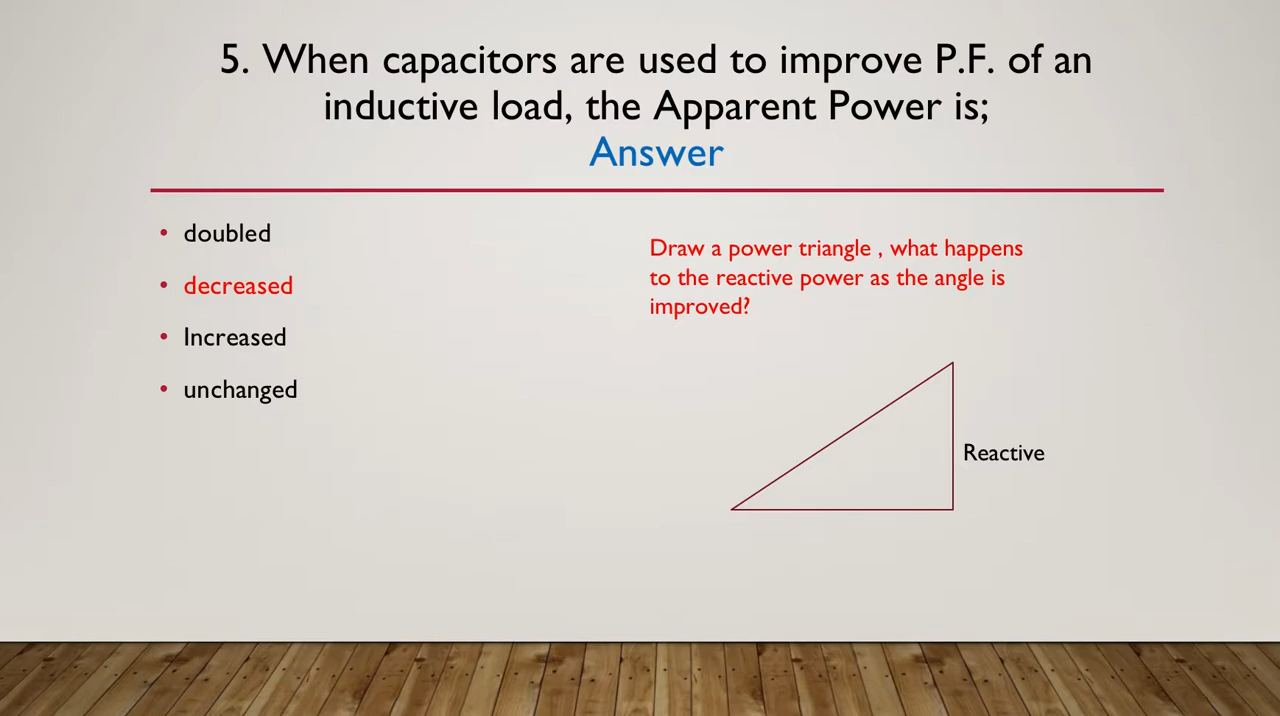 5. When capacitors are used to improve P.F. of an
inductive load, the Apparent Power is;
Answer
• doubled
• decreased
• Increased
• unchanged
Draw a power triangle , what happens
to the reactive power as the angle is
improved?
Reactive